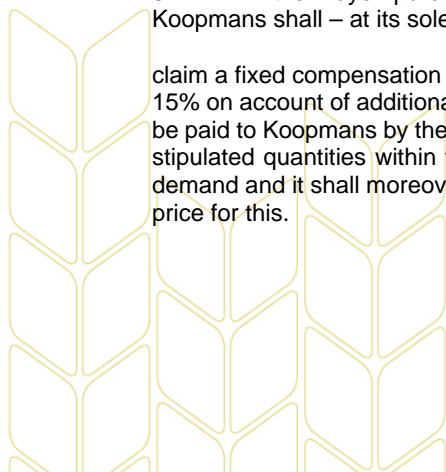 Koopmans shall – at its sole
claim a fixed compensation
15% on account of additiona
be paid to Koopmans by the
stipulated quantities within
demand and it shall moreov
price for this.